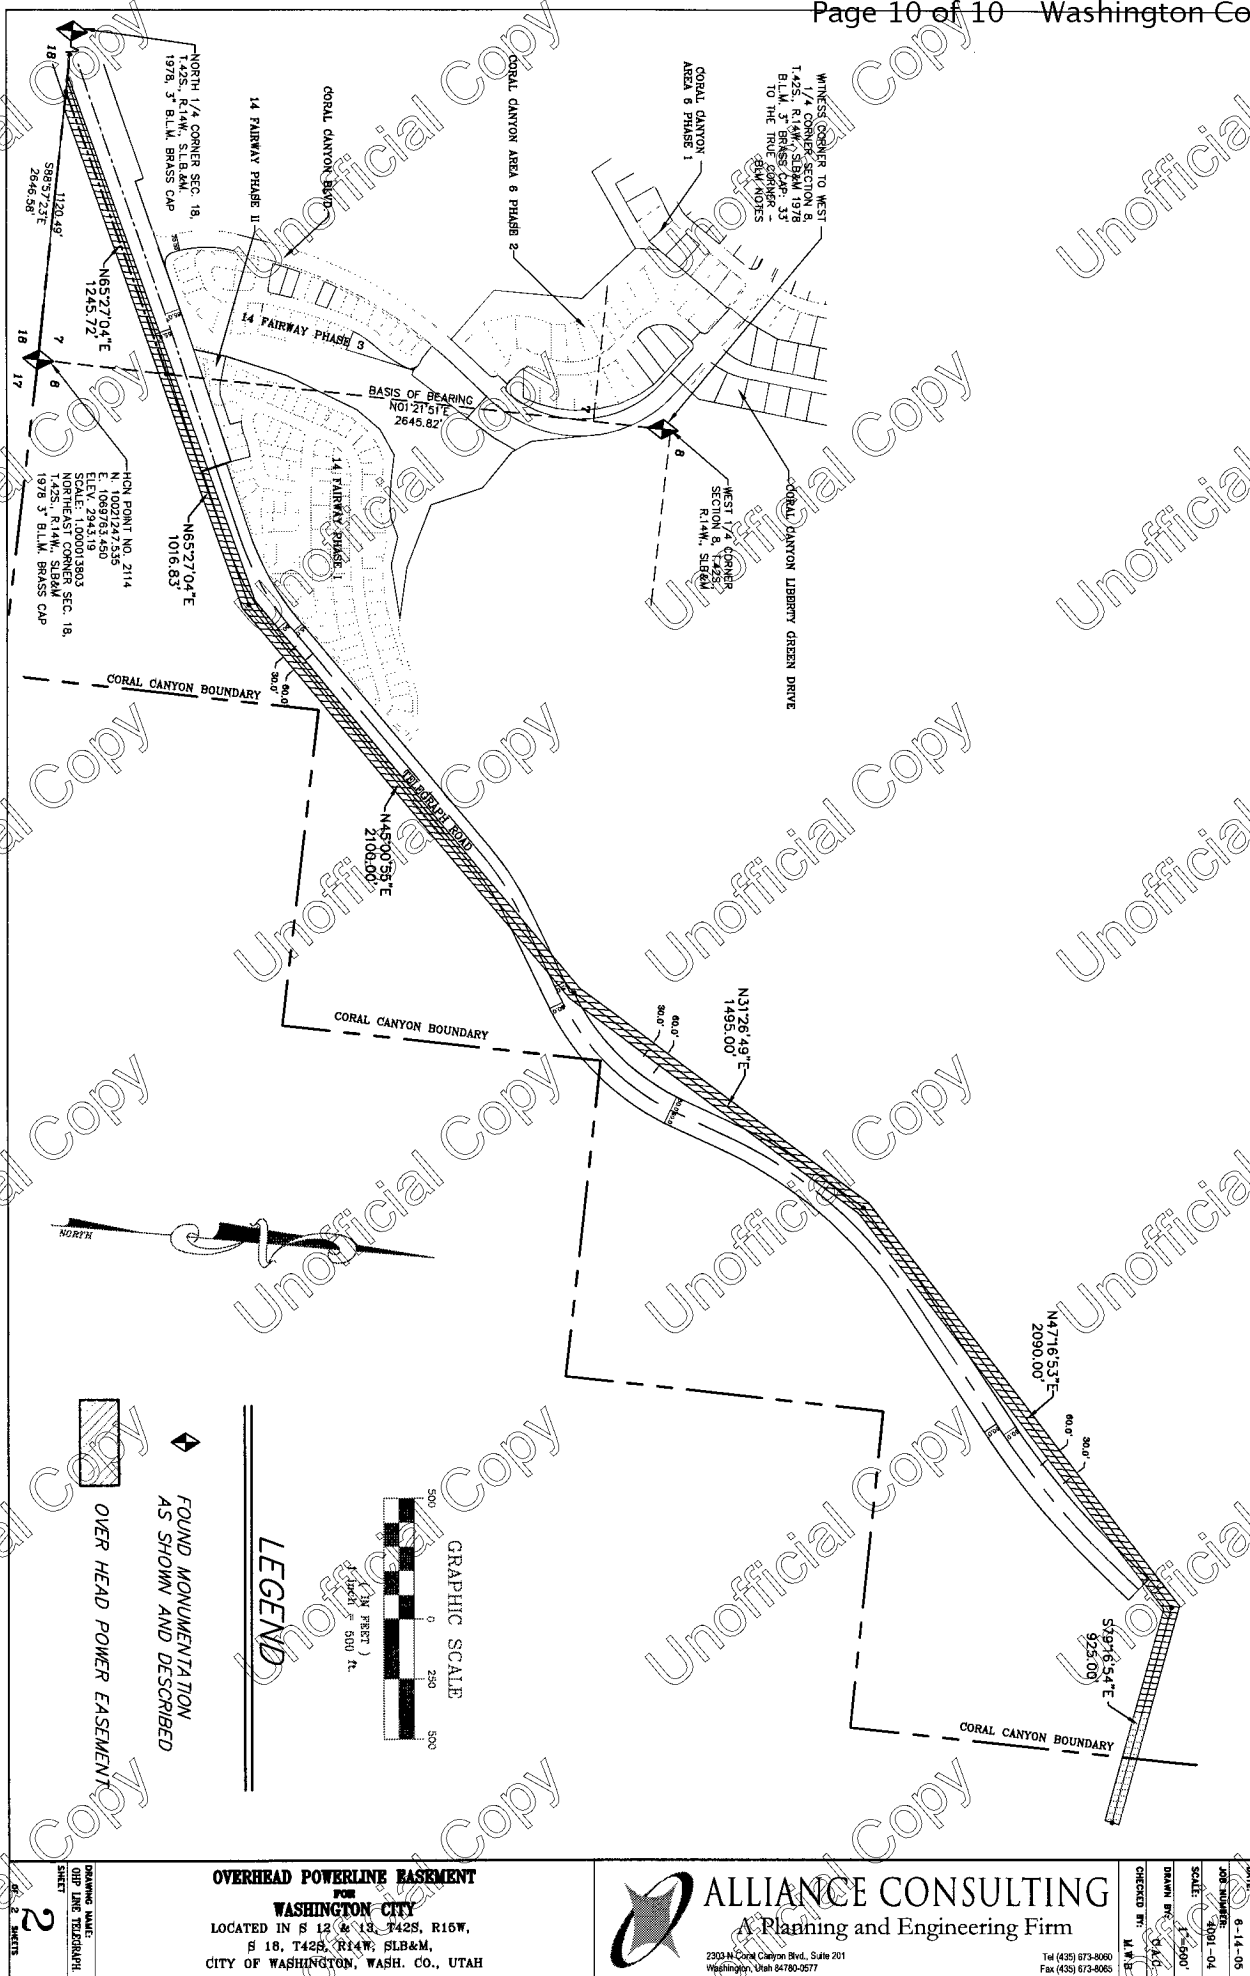 Page 10 of 10 Washington Co
Unofficial Copy
WITNESS CORNER TO WEST
1/4 CORNER SECTION 8,
T.42S., R.14W., SLB&M 1978
B.L.M. 3" BRASS CAP. 33'
TO THE TRUE CORNER -
BLM NOTES
CORAL CANYON
AREA 6 PHASE 1
CORAL CANYON AREA 6 PHASE 2
CORAL CANYON BLVD.
14 FAIRWAY PHASE II
NORTH 1/4 CORNER SEC. 18,
T.42S., R.14W., S.L.B.&M.
1978, 3" B.L.M. BRASS CAP
18
1120.49'
S88°57'23"E
2646.58'
N65°27'04"E
1245.72'
7
8
18
17
14 FAIRWAY PHASE 3
BASIS OF BEARING
N01°21'51"E
2645.82'
7
8
WEST 1/4 CORNER
SECTION 8, T.42S.,
R.14W., SLB&M
CORAL CANYON LIBERTY GREEN DRIVE
14 FAIRWAY PHASE I
HCN POINT NO. 2114
N. 10021247.535
E. 1069763.450
ELEV. 2943.19
SCALE: 1.000013803
NORTHEAST CORNER SEC. 18,
T.42S., R.14W., SLB&M
1978 3" B.L.M. BRASS CAP
N65°27'04"E
1016.83'
60.0'
30.0'
CORAL CANYON BOUNDARY
TELEGRAPH ROAD
N45°00'55"E
2100.00'
CORAL CANYON BOUNDARY
60.0'
30.0'
N31°26'49"E
1495.00'
N47°16'53"E
2090.00'
60.0'
30.0'
S79°16'54"E
925.00'
CORAL CANYON BOUNDARY
NORTH
GRAPHIC SCALE
500 0 250 500
( IN FEET )
1 inch = 500 ft.
LEGEND
FOUND MONUMENTATION
AS SHOWN AND DESCRIBED
OVER HEAD POWER EASEMENT
DRAWING NAME:
OHP LINE TELEGRAPH
SHEET
2
OF 2 SHEETS
OVERHEAD POWERLINE EASEMENT
FOR
WASHINGTON CITY
LOCATED IN S 12 & 13, T42S, R15W,
S 18, T42S, R14W, SLB&M,
CITY OF WASHINGTON, WASH. CO., UTAH
ALLIANCE CONSULTING
A Planning and Engineering Firm
2303 N Coral Canyon Blvd., Suite 201
Washington, Utah 84780-0577
Tel (435) 673-8060
Fax (435) 673-8065
6-14-05
JOB NUMBER:
4091-04
SCALE:
1"=500'
DRAWN BY:
CHECKED BY:
M.W.B.